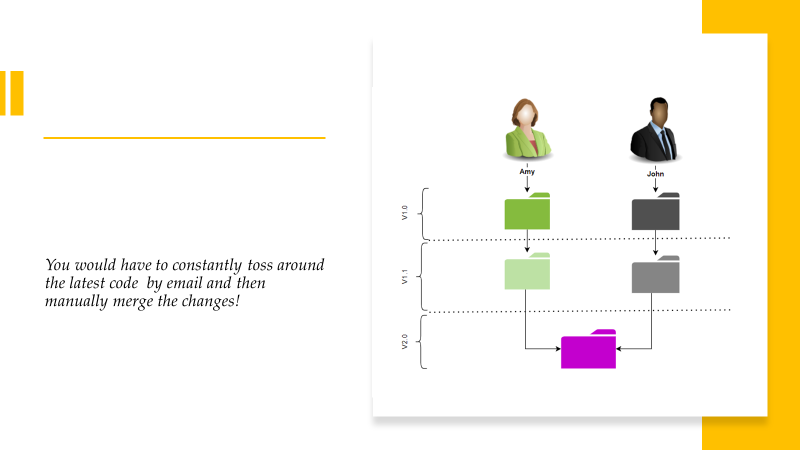 Amy
John
V1.0
V1.1
V2.0
You would have to constantly toss around
the latest code by email and then
manually merge the changes!